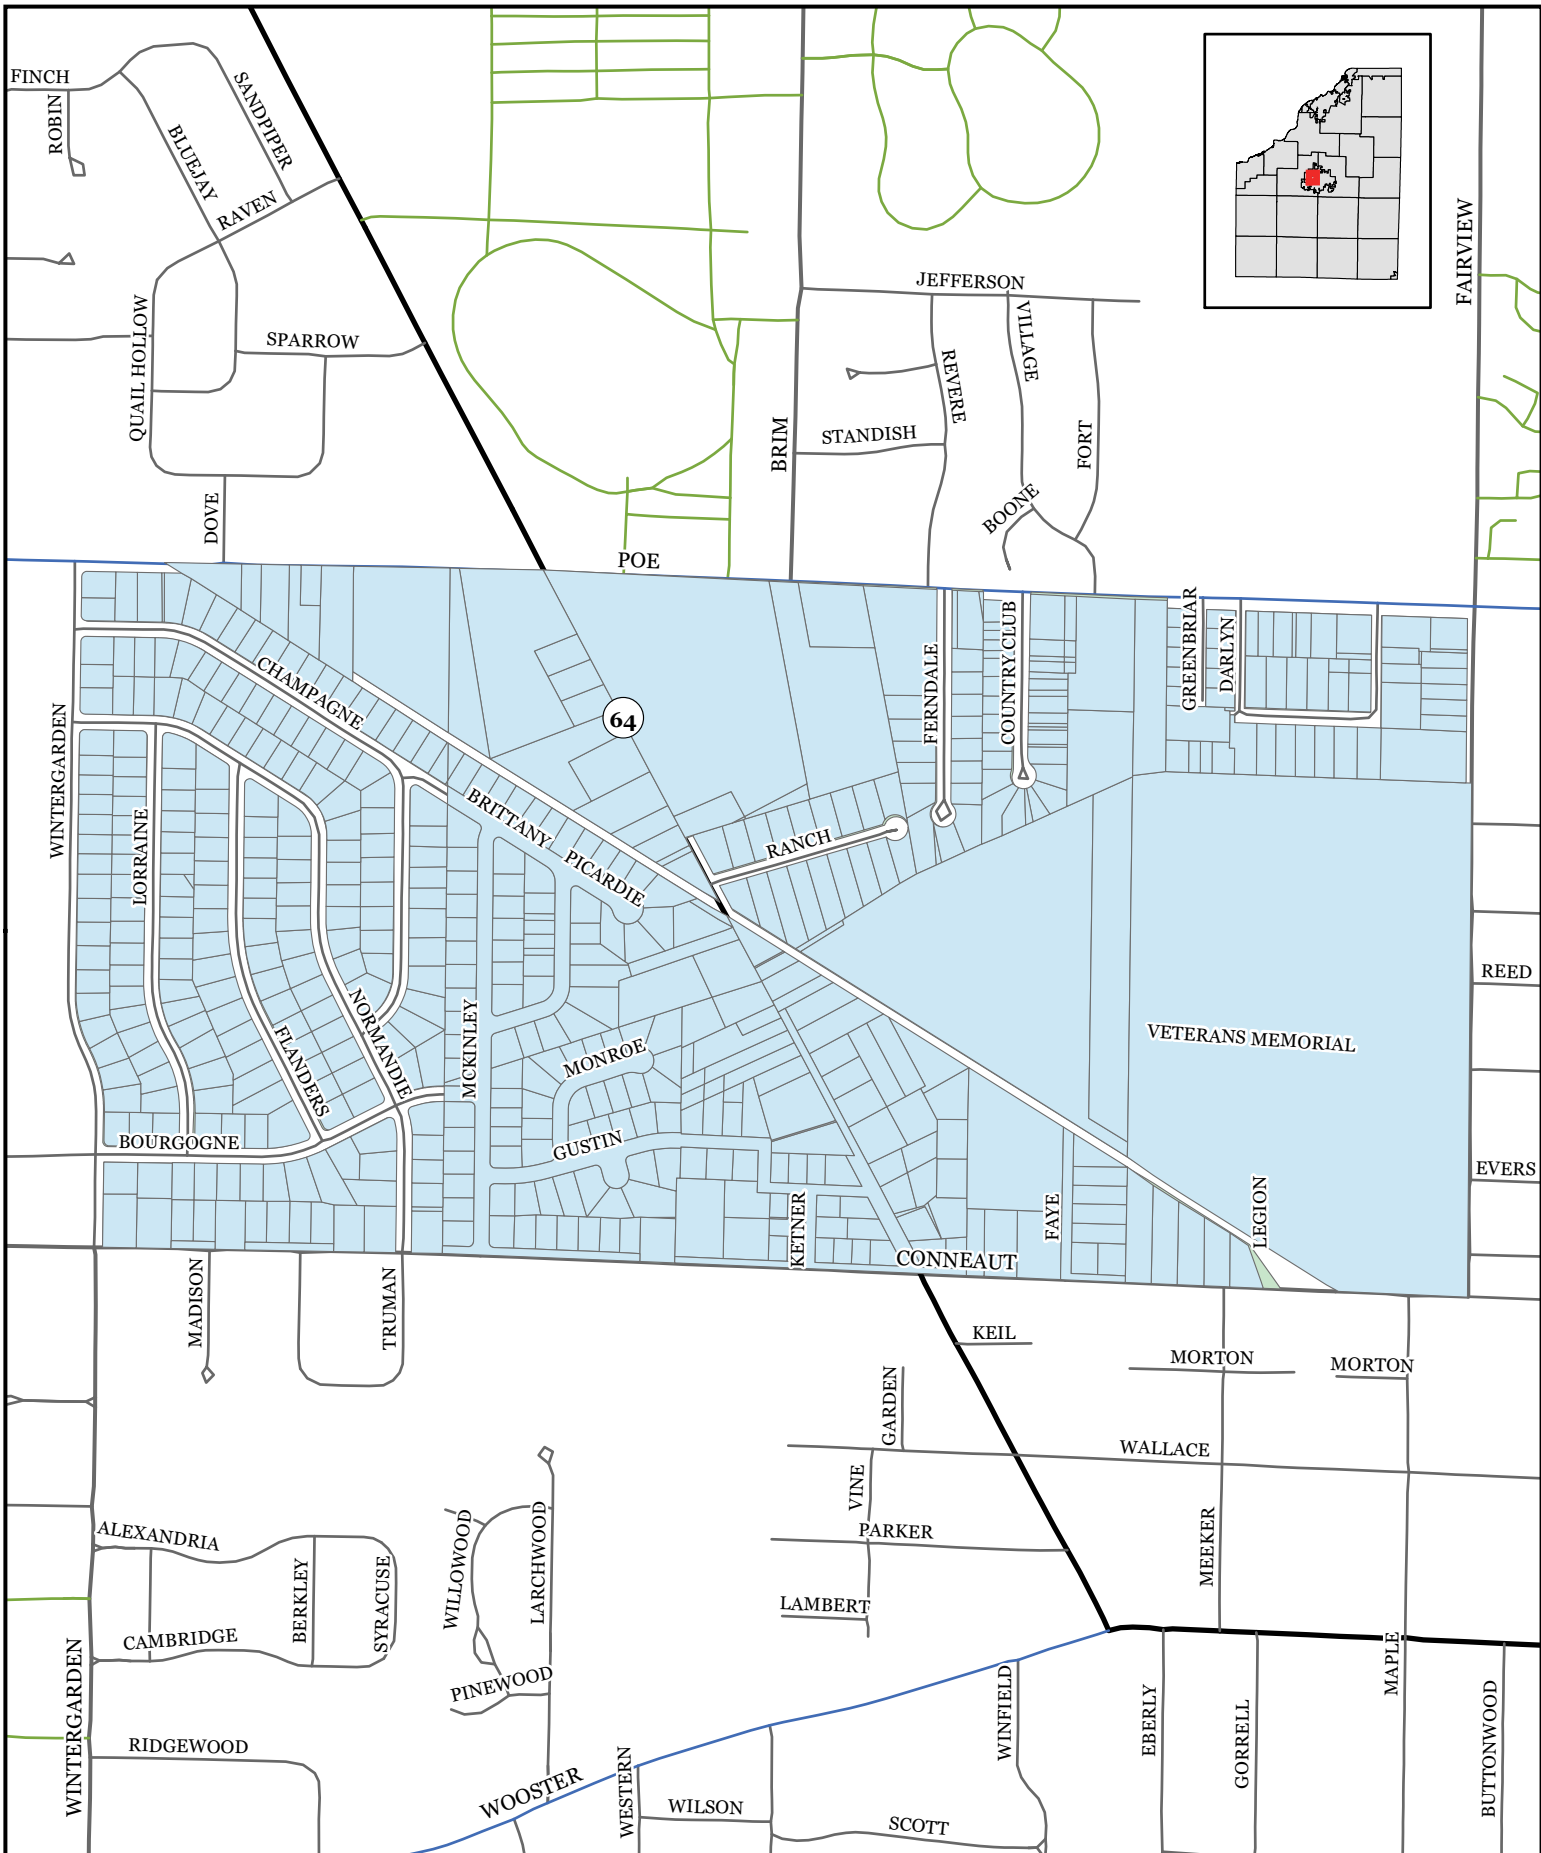 FINCH
ROBIN
SANDPIPER
BLUEJAY
RAVEN
FAIRVIEW
JEFFERSON
QUAIL HOLLOW
SPARROW
VILLAGE
REVERE
BRIM
STANDISH
FORT
DOVE
BOONE
POE
GREENBRIAR
DARLYN
CHAMPAGNE
FERNDALE
COUNTRY CLUB
WINTERGARDEN
64
LORRAINE
BRITTANY
PICARDIE
RANCH
REED
NORMANDIE
FLANDERS
MCKINLEY
MONROE
VETERANS MEMORIAL
BOURGOGNE
GUSTIN
EVERS
KETNER
FAYE
LEGION
CONNEAUT
MADISON
TRUMAN
KEIL
MORTON
MORTON
GARDEN
WALLACE
VINE
ALEXANDRIA
WILLOWOOD
LARCHWOOD
PARKER
MEEKER
BERKLEY
SYRACUSE
LAMBERT
CAMBRIDGE
MAPLE
WINTERGARDEN
PINEWOOD
WINFIELD
EBERLY
GORRELL
BUTTONWOOD
RIDGEWOOD
WOOSTER
WESTERN
WILSON
SCOTT